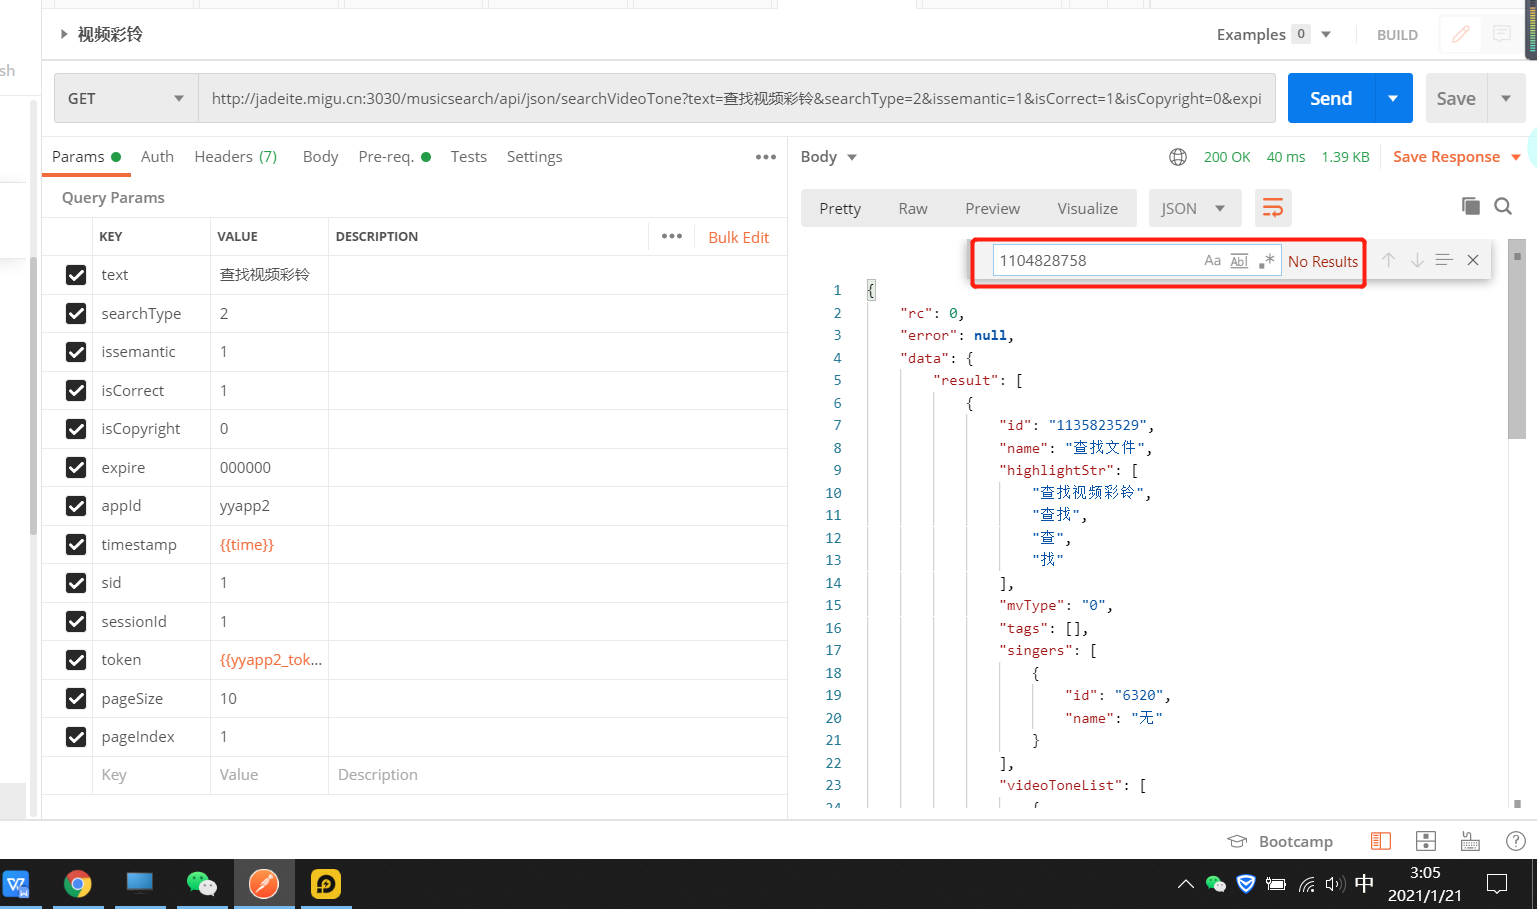 sh
视频彩铃
Examples 0
BUILD
GET
http://jadeite.migu.cn:3030/musicsearch/api/json/searchVideoTone?text=查找视频彩铃&searchType=2&issemantic=1&isCorrect=1&isCopyright=0&expi
Send
Save
Params
Auth
Headers (7)
Body
Pre-req.
Tests
Settings
Body
200 OK
40 ms
1.39 KB
Save Response
Query Params
Pretty
Raw
Preview
Visualize
JSON
KEY
VALUE
DESCRIPTION
Bulk Edit
text 查找视频彩铃
searchType 2
issemantic 1
isCorrect 1
isCopyright 0
expire 000000
appId yyapp2
timestamp {{time}}
sid 1
sessionId 1
token {{yyapp2_tok...
pageSize 10
pageIndex 1
Key Value Description
1104828758
Aa
Abl
.*
No Results
1 {
2 "rc": 0,
3 "error": null,
4 "data": {
5 "result": [
6 {
7 "id": "1135823529",
8 "name": "查找文件",
9 "highlightStr": [
10 "查找视频彩铃",
11 "查找",
12 "查",
13 "找"
14 ],
15 "mvType": "0",
16 "tags": [],
17 "singers": [
18 {
19 "id": "6320",
20 "name": "无"
21 }
22 ],
23 "videoToneList": [
24 {
Bootcamp
中
3:05
2021/1/21